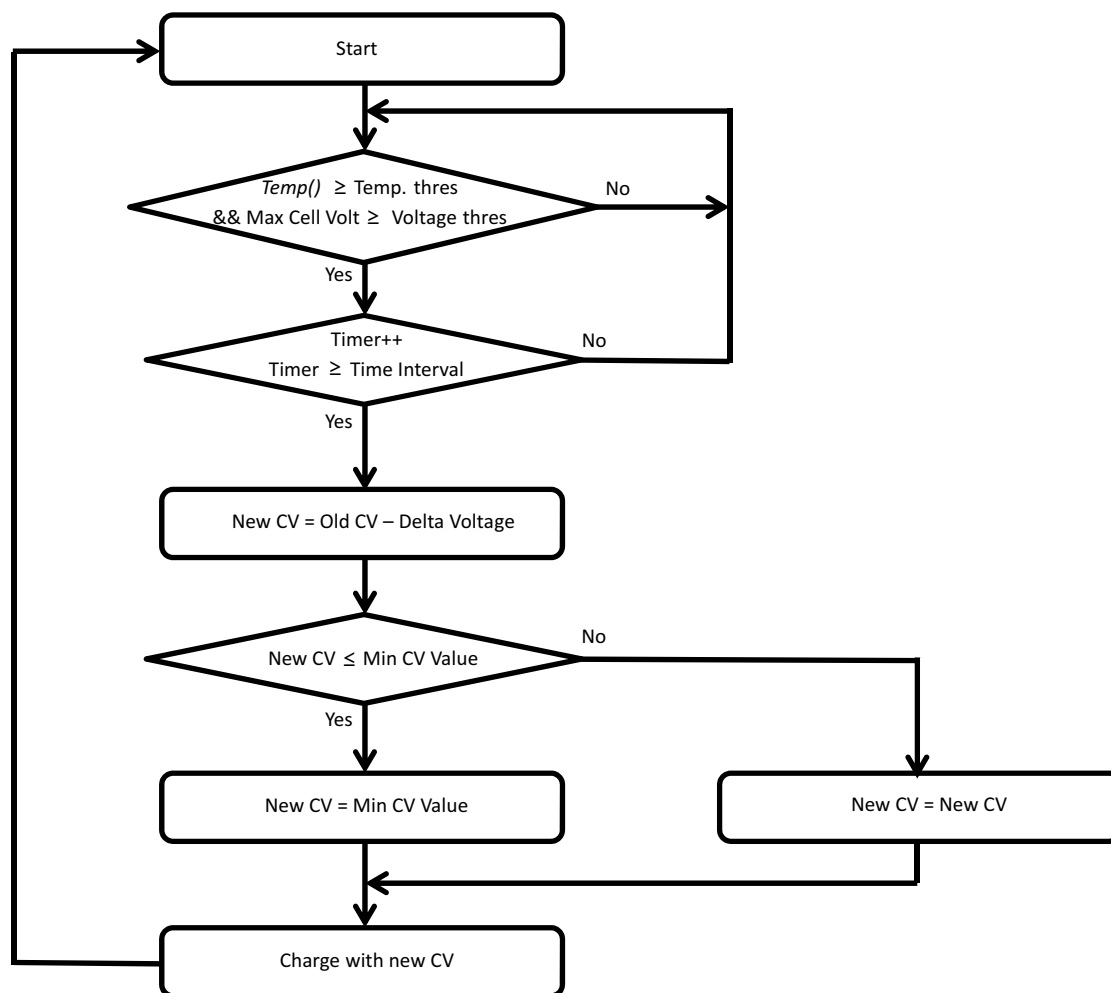 Start
Temp() ≥ Temp. thres
&& Max Cell Volt ≥ Voltage thres
No
Yes
Timer++
Timer ≥ Time Interval
No
Yes
New CV = Old CV – Delta Voltage
New CV ≤ Min CV Value
No
Yes
New CV = Min CV Value
New CV = New CV
Charge with new CV